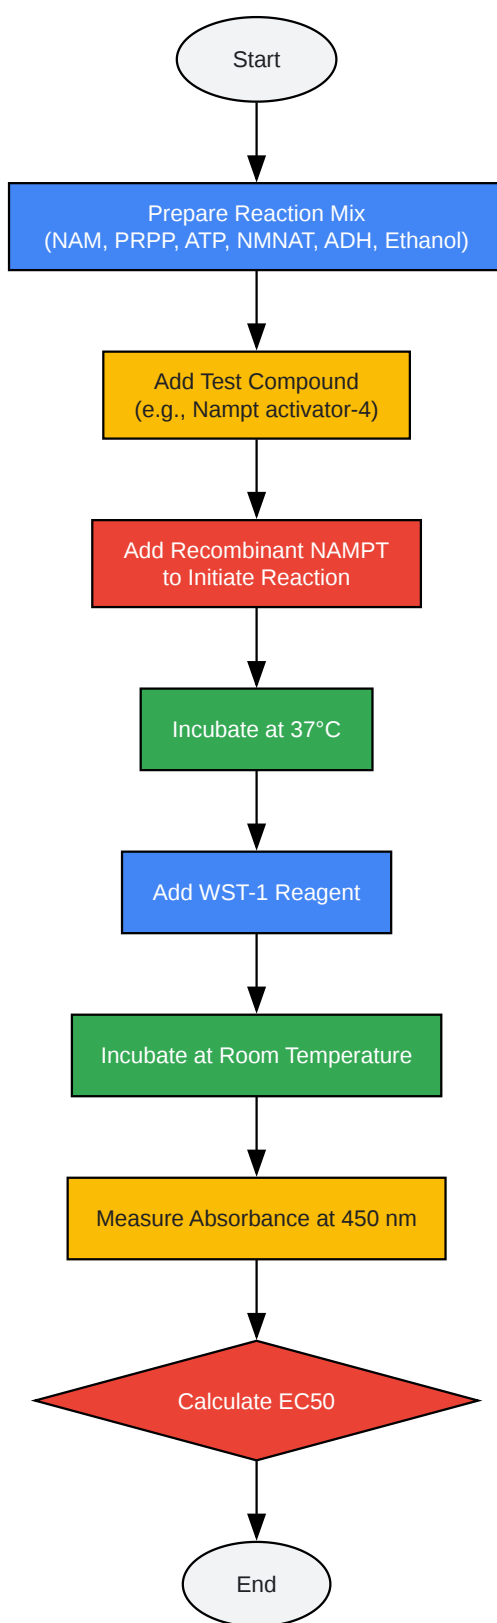 Start
Prepare Reaction Mix
(NAM, PRPP, ATP, NMNAT, ADH, Ethanol)
Add Test Compound
(e.g., Nampt activator-4)
Add Recombinant NAMPT
to Initiate Reaction
Incubate at 37°C
Add WST-1 Reagent
Incubate at Room Temperature
Measure Absorbance at 450 nm
Calculate EC50
End